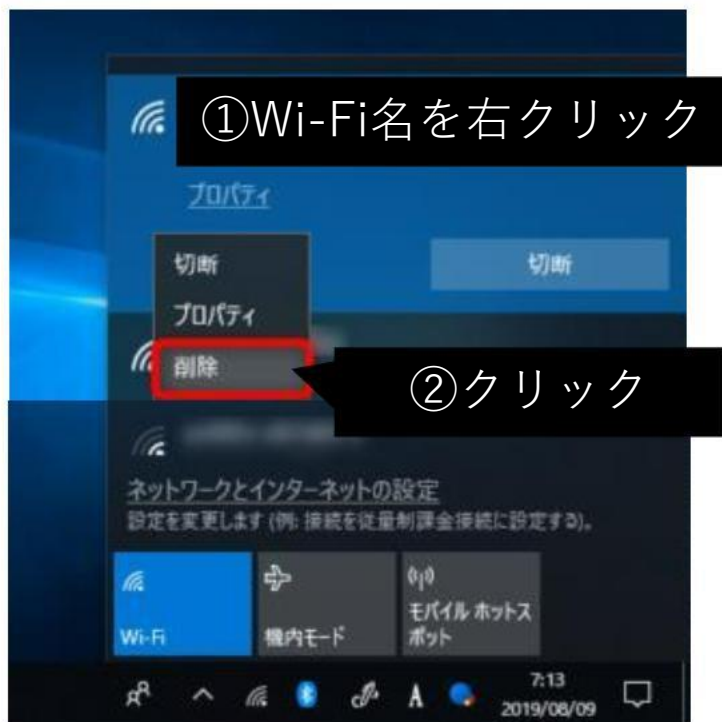 ①Wi-Fi名を右クリック
プロパティ
切断
切断
プロパティ
削除
②クリック
ネットワークとインターネットの設定
設定を変更します (例: 接続を従量制課金接続に設定する)。
Wi-Fi
機内モード
モバイル ホットス
ポット
A
7:13
2019/08/09